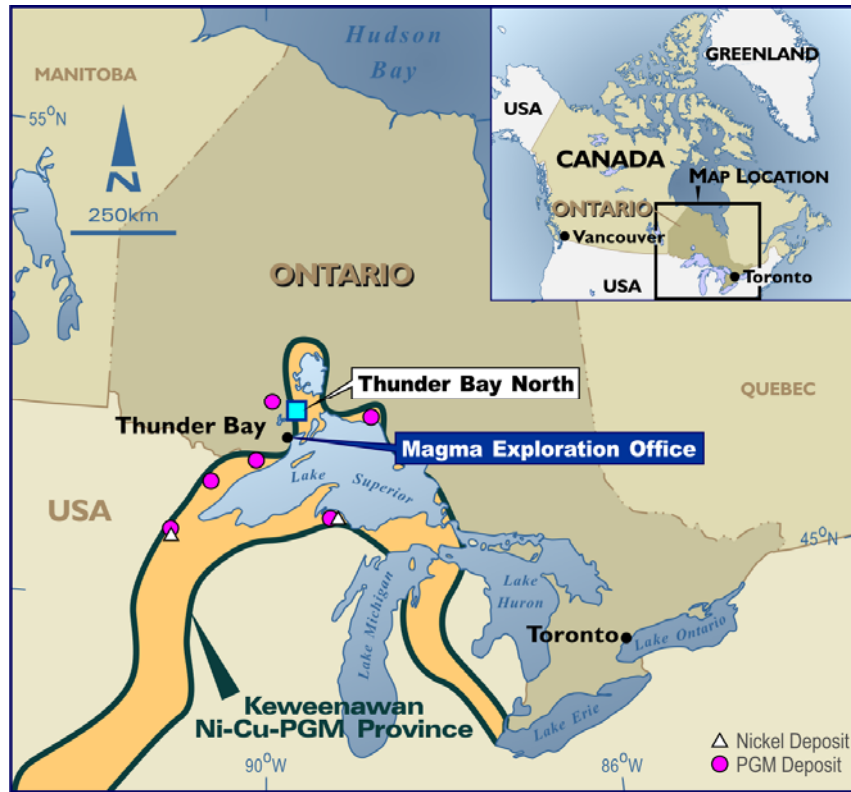 Hudson
Bay
MANITOBA
55°N
N
250km
ONTARIO
GREENLAND
USA
CANADA
MAP LOCATION
ONTARIO
Vancouver
Toronto
USA
Thunder Bay North
QUEBEC
Thunder Bay
Magma Exploration Office
Lake
Superior
USA
45°N
Lake
Huron
Lake Michigan
Toronto
Lake Ontario
Keweenawan
Ni-Cu-PGM Province
Lake Erie
Nickel Deposit
PGM Deposit
90°W
86°W